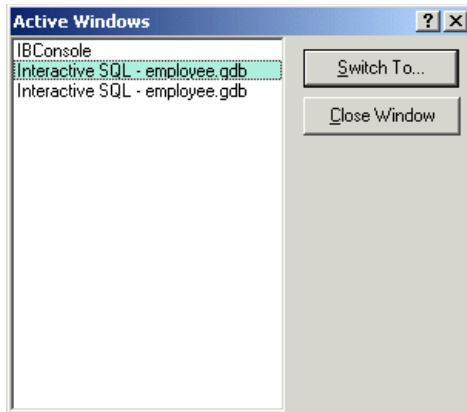 Active Windows
IBConsole
Interactive SQL - employee.gdb
Interactive SQL - employee.gdb
Switch To...
Close Window